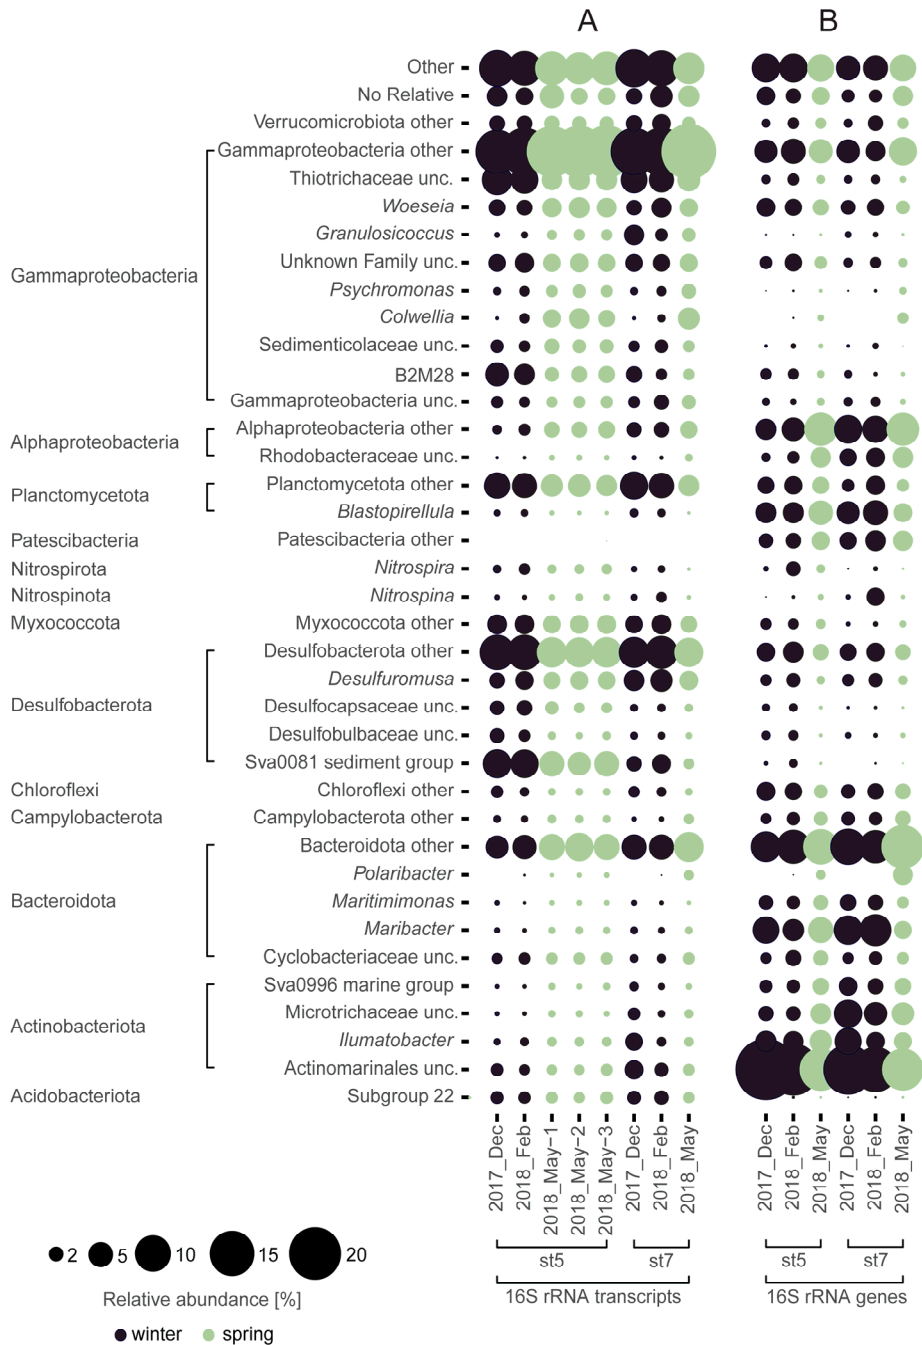 A B
Other
No Relative
Verrucomicrobiota other
Gammaproteobacteria other
Thiotrichaceae unc.
Woeseia
Granulosicoccus
Gammaproteobacteria
Unknown Family unc.
Psychromonas
Colwellia
Sedimenticolaceae unc.
B2M28
Gammaproteobacteria unc.
Alphaproteobacteria
Alphaproteobacteria other
Rhodobacteraceae unc.
Planctomycetota
Planctomycetota other
Blastopirellula
Patescibacteria Patescibacteria other
Nitrospirota Nitrospira
Nitrospinota Nitrospina
Myxococcota Myxococcota other
Desulfobacterota other
Desulfuromusa
Desulfobacterota
Desulfocapsaceae unc.
Desulfobulbaceae unc.
Sva0081 sediment group
Chloroflexi Chloroflexi other
Campylobacterota Campylobacterota other
Bacteroidota other
Polaribacter
Bacteroidota
Maritimimonas
Maribacter
Cyclobacteriaceae unc.
Sva0996 marine group
Microtrichaceae unc.
Actinobacteriota
Ilumatobacter
Actinomarinales unc.
Acidobacteriota Subgroup 22
2017_Dec 2018_Feb 2018_May-1 2018_May-2 2018_May-3 2017_Dec 2018_Feb 2018_May 2017_Dec 2018_Feb 2018_May 2017_Dec 2018_Feb 2018_May
2 5 10 15 20
st5 st7 st5 st7
Relative abundance [%]
16S rRNA transcripts 16S rRNA genes
winter spring